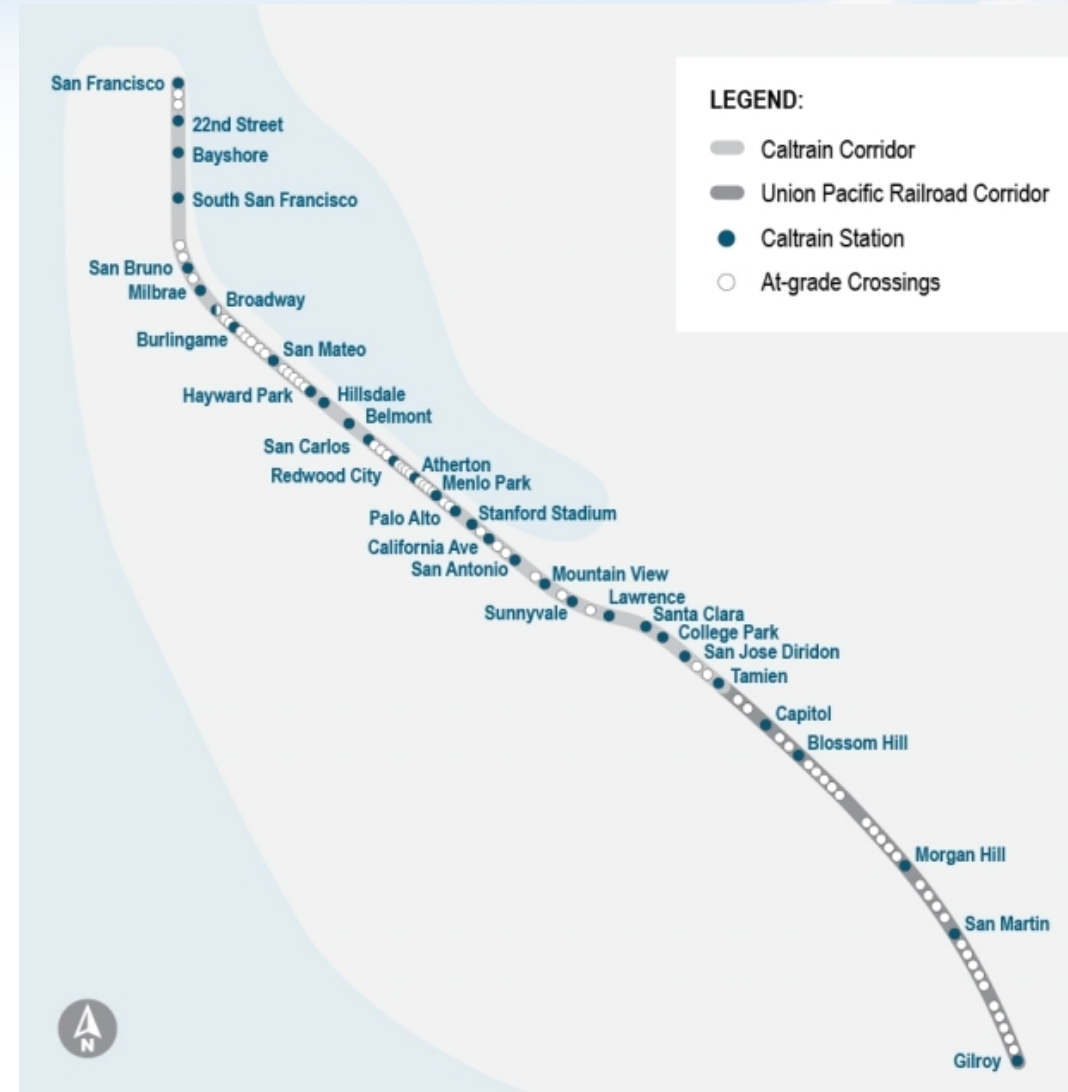 San Francisco
22nd Street
Bayshore
South San Francisco
San Bruno
Milbrae
Broadway
Burlingame
San Mateo
Hayward Park
Hillsdale
Belmont
San Carlos
Redwood City
Atherton
Menlo Park
Palo Alto
Stanford Stadium
California Ave
San Antonio
Mountain View
Sunnyvale
Lawrence
Santa Clara
College Park
San Jose Diridon
Tamien
Capitol
Blossom Hill
Morgan Hill
San Martin
Gilroy
LEGEND:
Caltrain Corridor
Union Pacific Railroad Corridor
Caltrain Station
At-grade Crossings
N